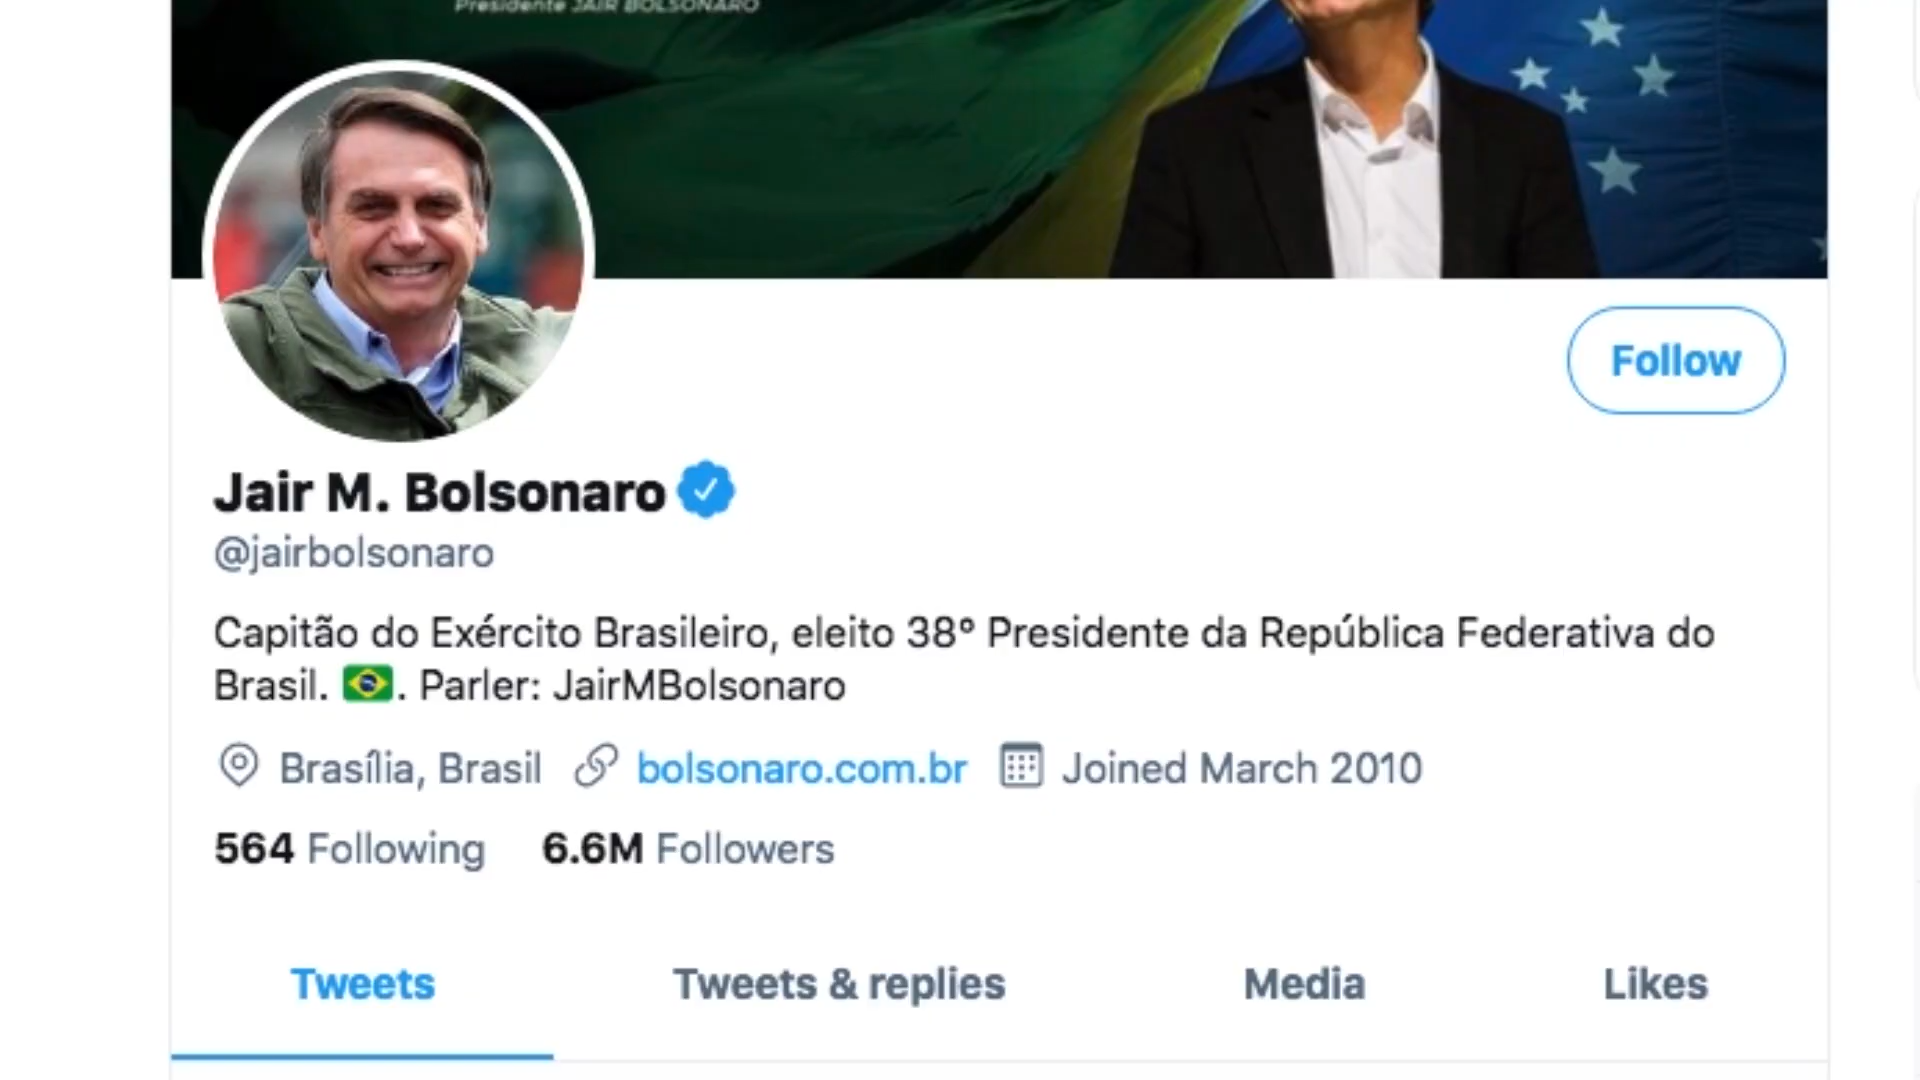 Presidente JAIR BOLSONARO
Follow
Jair M. Bolsonaro
@jairbolsonaro
Capitão do Exército Brasileiro, eleito 38º Presidente da República Federativa do
Brasil. 🇧🇷. Parler: JairMBolsonaro
Brasília, Brasil bolsonaro.com.br Joined March 2010
564 Following 6.6M Followers
Tweets Tweets & replies Media Likes